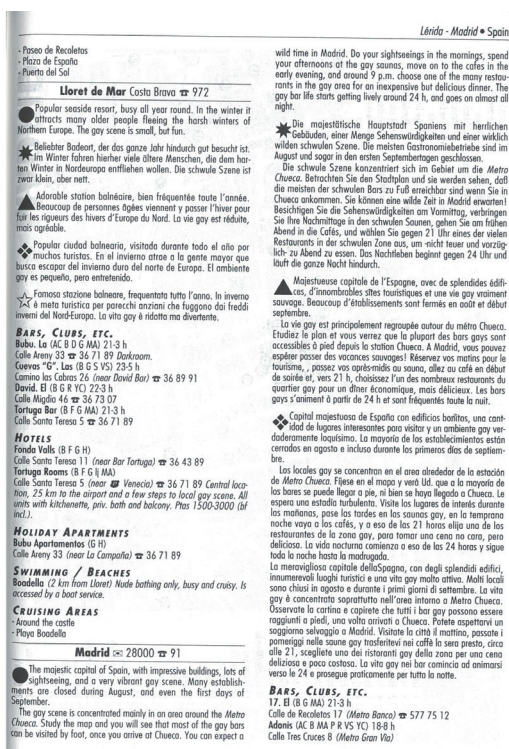 Lérida - Madrid ● Spain
- Paseo de Recoletos
- Plaza de España
- Puerta del Sol
Lloret de Mar Costa Brava ☎ 972
Popular seaside resort, busy all year round. In the winter it
attracts many older people fleeing the harsh winters of
Northern Europe. The gay scene is small, but fun.
Beliebter Badeort, der das ganze Jahr hindurch gut besucht ist.
Im Winter fahren hierher viele ältere Menschen, die dem har-
ten Winter in Nordeuropa entfliehen wollen. Die schwule Szene ist
zwar klein, aber nett.
Adorable station balnéaire, bien fréquentée toute l'année.
Beaucoup de personnes âgées viennent y passer l'hiver pour
fuir les rigueurs des hivers d'Europe du Nord. La vie gay est réduite,
mais agréable.
Popular ciudad balnearia, visitada durante todo el año por
muchos turistas. En el invierno atrae a la gente mayor que
busca escapar del invierno duro del norte de Europa. El ambiente
gay es pequeño, pero entretenido.
Famosa stazione balneare, frequentata tutto l'anno. In inverno
è meta turistica per parecchi anziani che fuggono dai freddi
inverni del Nord-Europa. La vita gay è ridotta ma divertente.
BARS, CLUBS, ETC.
Bubu. La (AC B D G MA) 21-3 h
Calle Areny 33 ☎ 36 71 89 Darkroom.
Cuevas "G". Las (B G S VS) 23-5 h
Camino las Cabras 26 (near David Bar) ☎ 36 89 91
David. El (B G R YC) 22-3 h
Calle Migdia 46 ☎ 36 73 07
Tortuga Bar (B F G MA) 21-3 h
Calle Santa Teresa 5 ☎ 36 71 89
HOTELS
Fonda Valls (B F G H)
Calle Santa Teresa 11 (near Bar Tortuga) ☎ 36 43 89
Tortuga Rooms (B F G lj MA)
Calle Santa Teresa 5 (near Venecia) ☎ 36 71 89 Central loca-
tion, 25 km to the airport and a few steps to local gay scene. All
units with kitchenette, priv. bath and balcony. Ptas 1500-3000 (bf
incl.).
HOLIDAY APARTMENTS
Bubu Apartamentos (G H)
Calle Areny 33 (near La Campaña) ☎ 36 71 89
SWIMMING / BEACHES
Boadella (2 km from Lloret) Nude bathing only, busy and cruisy. Is
accessed by a boat service.
CRUISING AREAS
- Around the castle
- Playa Boadella
Madrid ✉ 28000 ☎ 91
The majestic capital of Spain, with impressive buildings, lots of
sightseeing, and a very vibrant gay scene. Many establish-
ments are closed during August, and even the first days of
September.
The gay scene is concentrated mainly in an area around the Metro
Chueca. Study the map and you will see that most of the gay bars
can be visited by foot, once you arrive at Chueca. You can expect a
wild time in Madrid. Do your sightseeings in the mornings, spend
your afternoons at the gay saunas, move on to the cafes in the
early evening, and around 9 p.m. choose one of the many restau-
rants in the gay area for an inexpensive but delicious dinner. The
gay bar life starts getting lively around 24 h, and goes on almost all
night.
Die majestätische Hauptstadt Spaniens mit herrlichen
Gebäuden, einer Menge Sehenswürdigkeiten und einer wirklich
wilden schwulen Szene. Die meisten Gastronomiebetriebe sind im
August und sogar in den ersten Septembertagen geschlossen.
Die schwule Szene konzentriert sich im Gebiet um die Metro
Chueca. Betrachten Sie den Stadtplan und sie werden sehen, daß
die meisten der schwulen Bars zu Fuß erreichbar sind wenn Sie in
Chueca ankommen. Sie können eine wilde Zeit in Madrid erwarten!
Besichtigen Sie die Sehenswürdigkeiten am Vormittag, verbringen
Sie Ihre Nachmittage in den schwulen Saunen, gehen Sie am frühen
Abend in die Cafés, und wählen Sie gegen 21 Uhr eines der vielen
Restaurants in der schwulen Zone aus, um -nicht teuer und vorzüg-
lich- zu Abend zu essen. Das Nachtleben beginnt gegen 24 Uhr und
läuft die ganze Nacht hindurch.
Majestueuse capitale de l'Espagne, avec de splendides édifi-
ces, d'innombrables sîtes touristiques et une vie gay vraiment
sauvage. Beaucoup d'établissements sont fermés en août et début
septembre.
La vie gay est principalement regroupée autour du métro Chueca.
Etudiez le plan et vous verrez que la plupart des bars gays sont
accessibles à pied depuis la station Chueca. A Madrid, vous pouvez
espérer passer des vacances sauvages! Réservez vos matins pour le
tourisme, , passez vos après-midis au sauna, allez au café en début
de soirée et, vers 21 h, choisissez l'un des nombreux restaurants du
quartier gay pour un dîner économique, mais délicieux. Les bars
gays s'animent à partir de 24 h et sont fréquentés toute la nuit.
Capital majestuosa de España con edificios bonitos, una cant-
idad de lugares interesantes para visitar y un ambiente gay ver-
daderamente loquísimo. La mayoría de los establecimientos están
cerrados en agosto e incluso durante los primeros días de septiem-
bre.
Los locales gay se concentran en el area alrededor de la estación
de Metro Chueca. Fíjese en el mapa y verá Ud. que a la mayoría de
los bares se puede llegar a pie, ni bien se haya llegado a Chueca. Le
espera una estadía turbulenta. Visite los lugares de interés durante
las mañanas, pase las tardes en las saunas gay, en la temprana
noche vaya a los cafés, y a eso de las 21 horas elija una de los
restaurantes de la zona gay, para tomar una cena no cara, pero
deliciosa. La vida nocturna comienza a eso de las 24 horas y sigue
toda la noche hasta la madrugada.
La meravigliosa capitale dellaSpagna, con degli splendidi edifici,
innumerevoli luoghi turistici e una vita gay molto attiva. Molti locali
sono chiusi in agosto e durante i primi giorni di settembre. La vita
gay è concentrata soprattutto nell'area intorno a Metro Chueca.
Osservate la cartina e capirete che tutti i bar gay possono essere
raggiunti a piedi, una volta arrivati a Chueca. Potete aspettarvi un
soggiorno selvaggio a Madrid. Visitate la città il mattino, passate i
pomeriggi nelle saune gay trasferitevi nei caffè la sera presto, circa
alle 21, scegliete uno dei ristoranti gay della zona per una cena
deliziosa e poco costosa. La vita gay nei bar comincia ad animarsi
verso le 24 e prosegue praticamente per tutta la notte.
BARS, CLUBS, ETC.
17. El (B G MA) 21-3 h
Calle de Recoletos 17 (Metro Banco) ☎ 577 75 12
Adonis (AC B MA P R VS YC) 18-8 h
Calle Tres Cruces 8 (Metro Gran Via)